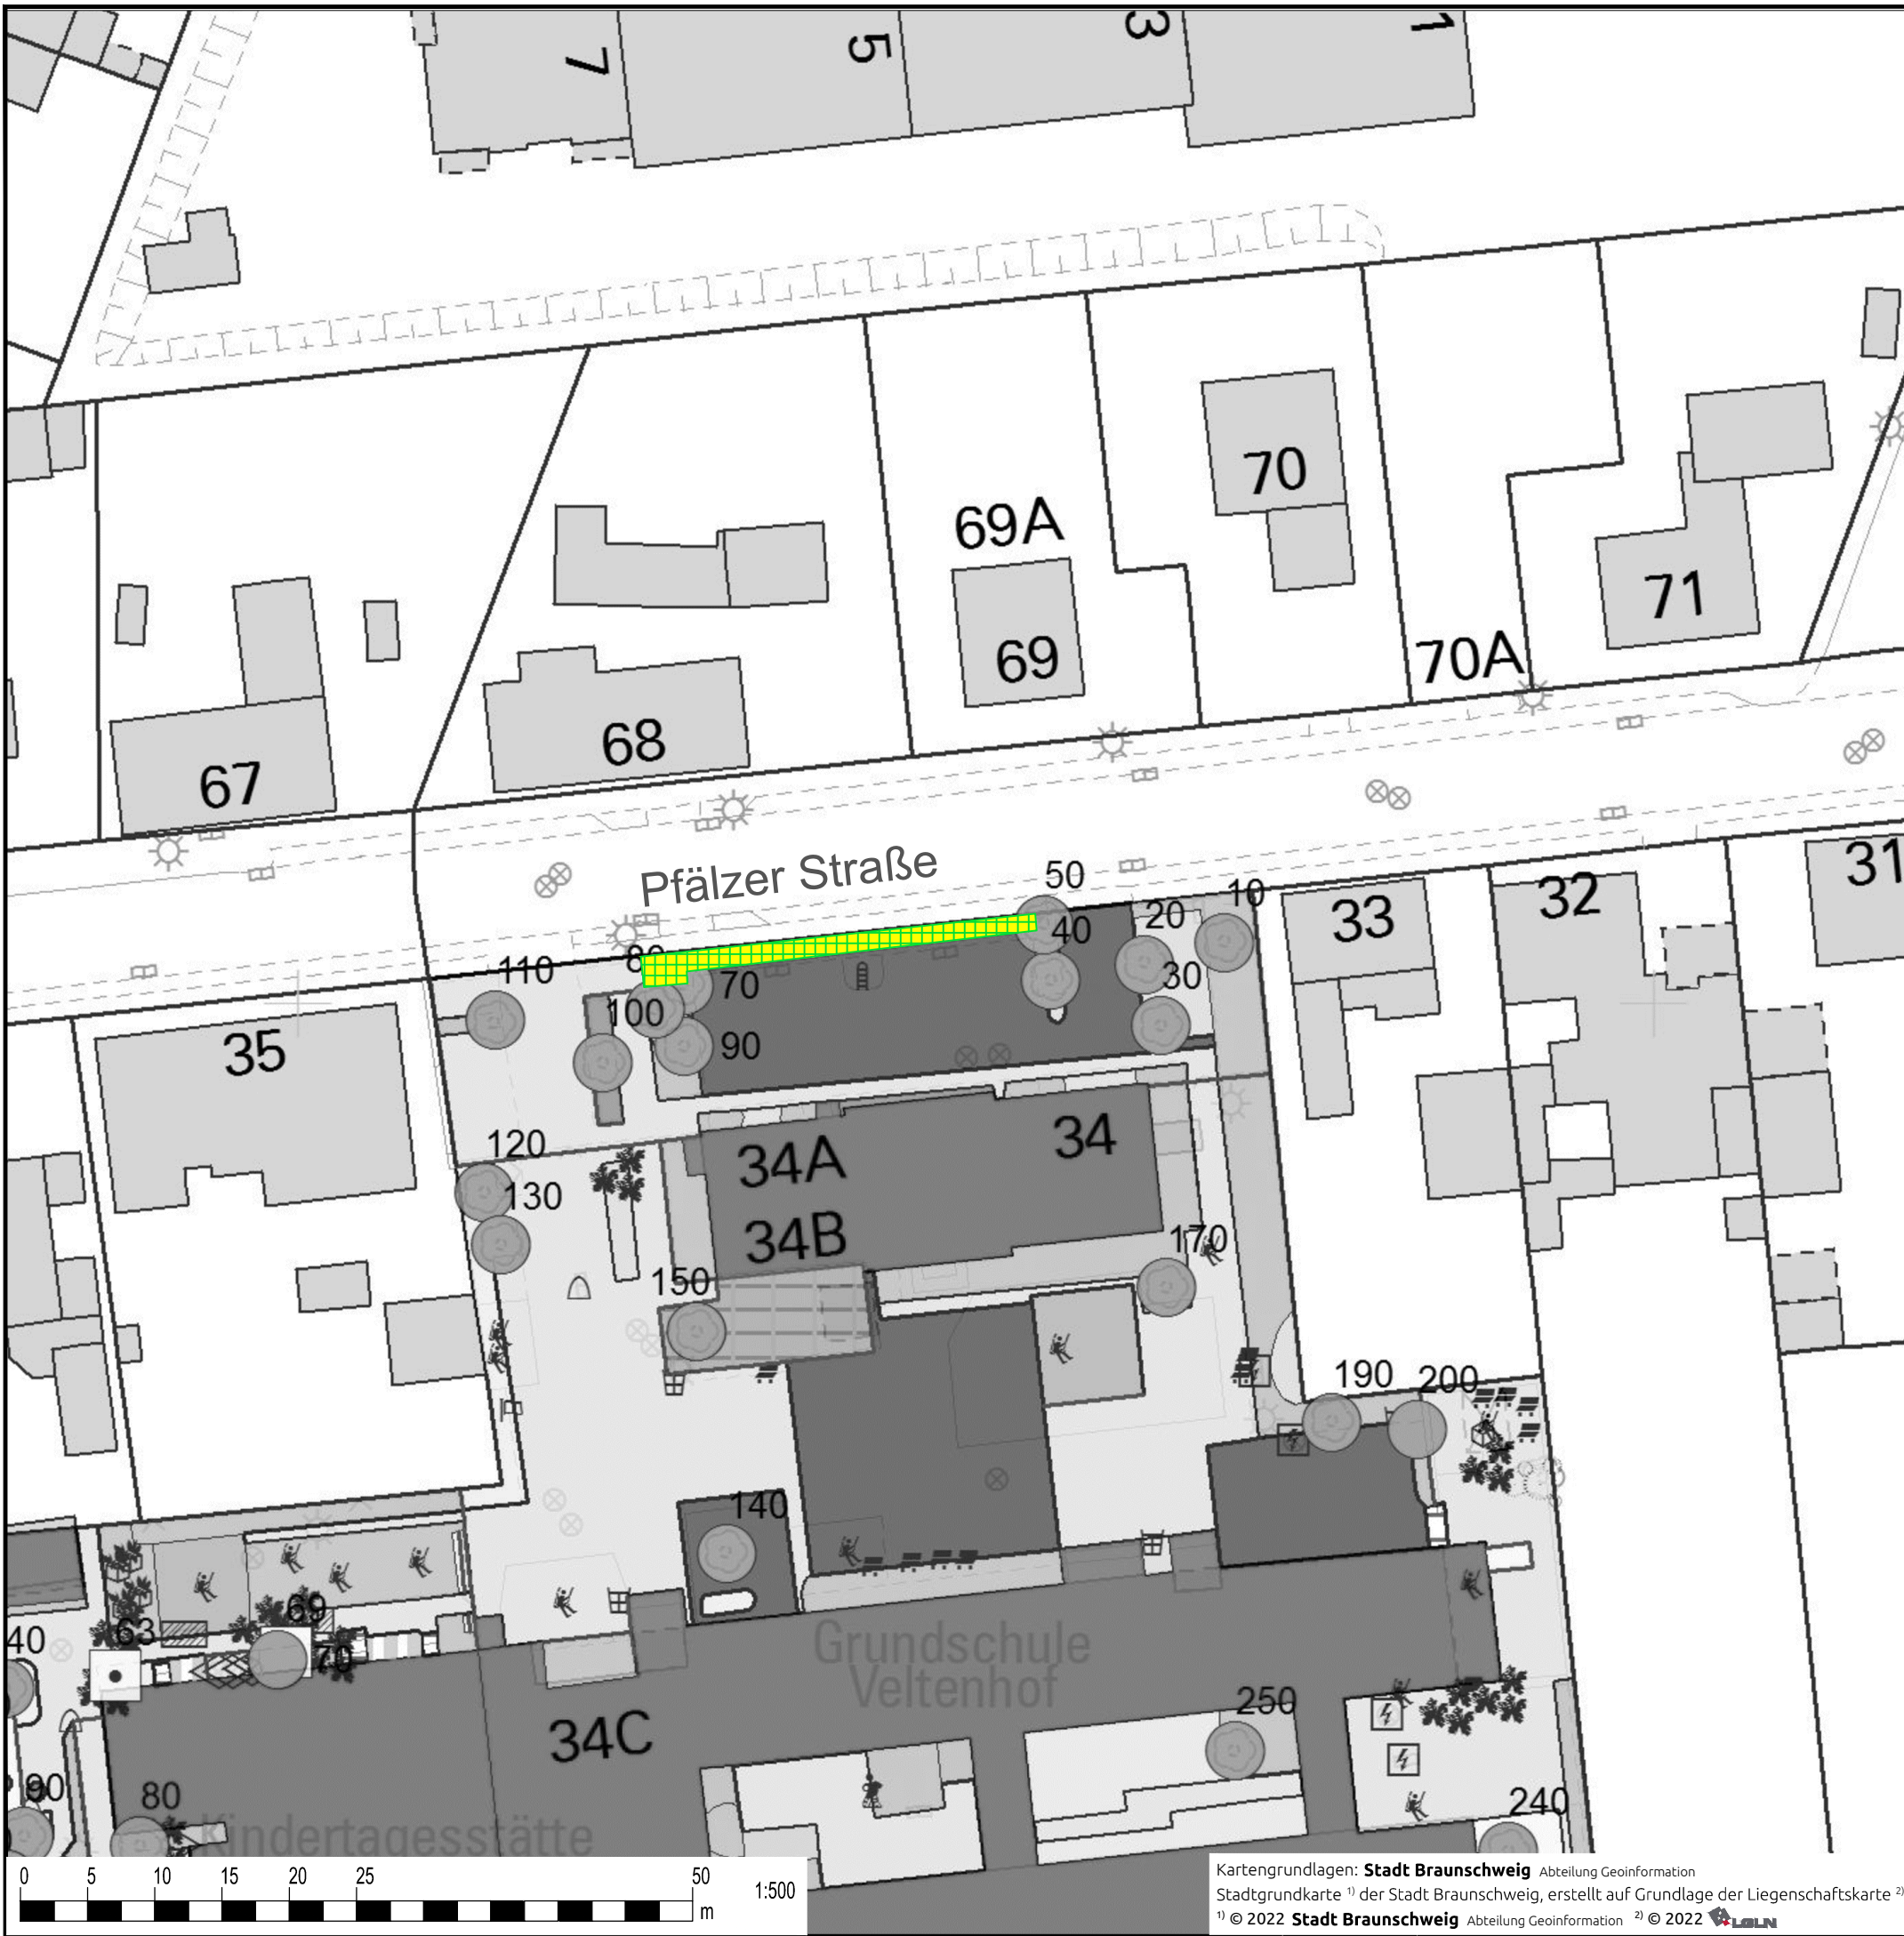 7
5
3
1
70
69A
71
69
70A
68
67
Pfälzer Straße
50
10
20
40
33
32
31
110
80
70
30
100
90
35
120
34A
34
130
34B
170
150
190
200
140
69
63
40
70
Grundschule
Veltenhof
250
34C
90
80
240
Kindertagesstätte
0 5 10 15 20 25 50
m
1:500
Kartengrundlagen: Stadt Braunschweig Abteilung Geoinformation
Stadtgrundkarte 1) der Stadt Braunschweig, erstellt auf Grundlage der Liegenschaftskarte 2)
1) © 2022 Stadt Braunschweig Abteilung Geoinformation 2) © 2022 LGLN